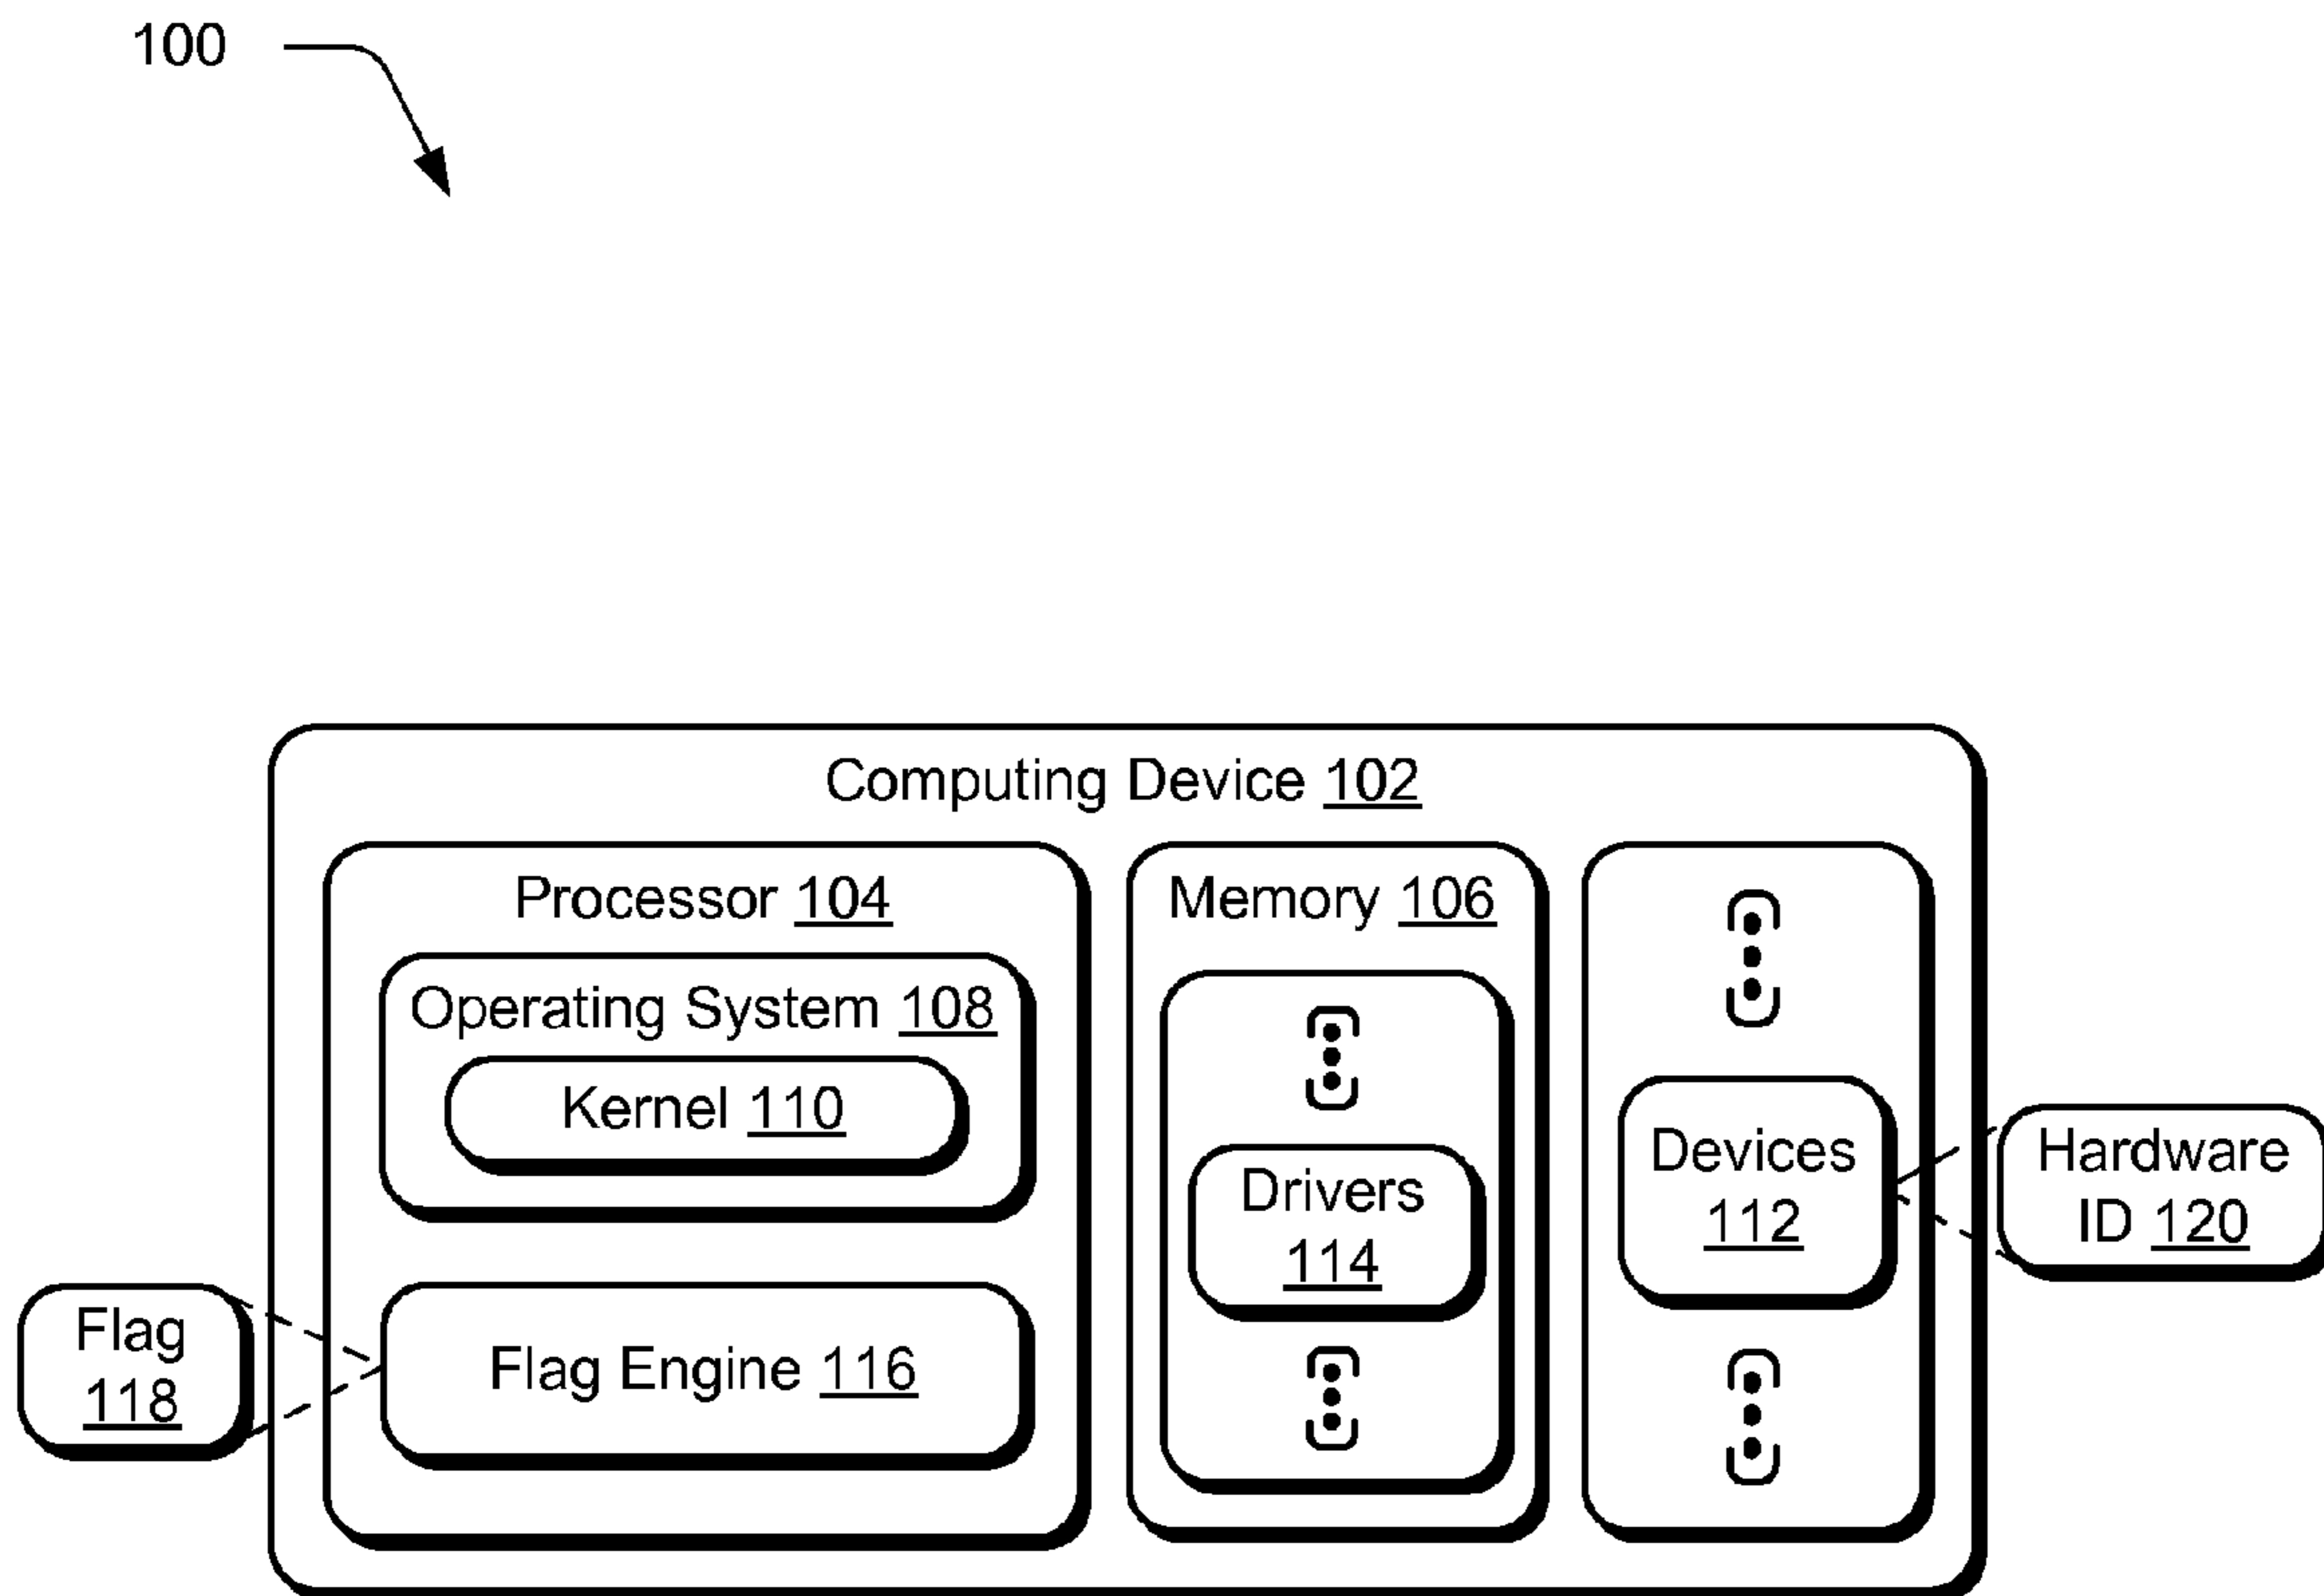 100
Computing Device 102
Processor 104
Operating System 108
Kernel 110
Flag Engine 116
Flag
118
Memory 106
Drivers
114
Devices
112
Hardware
ID 120